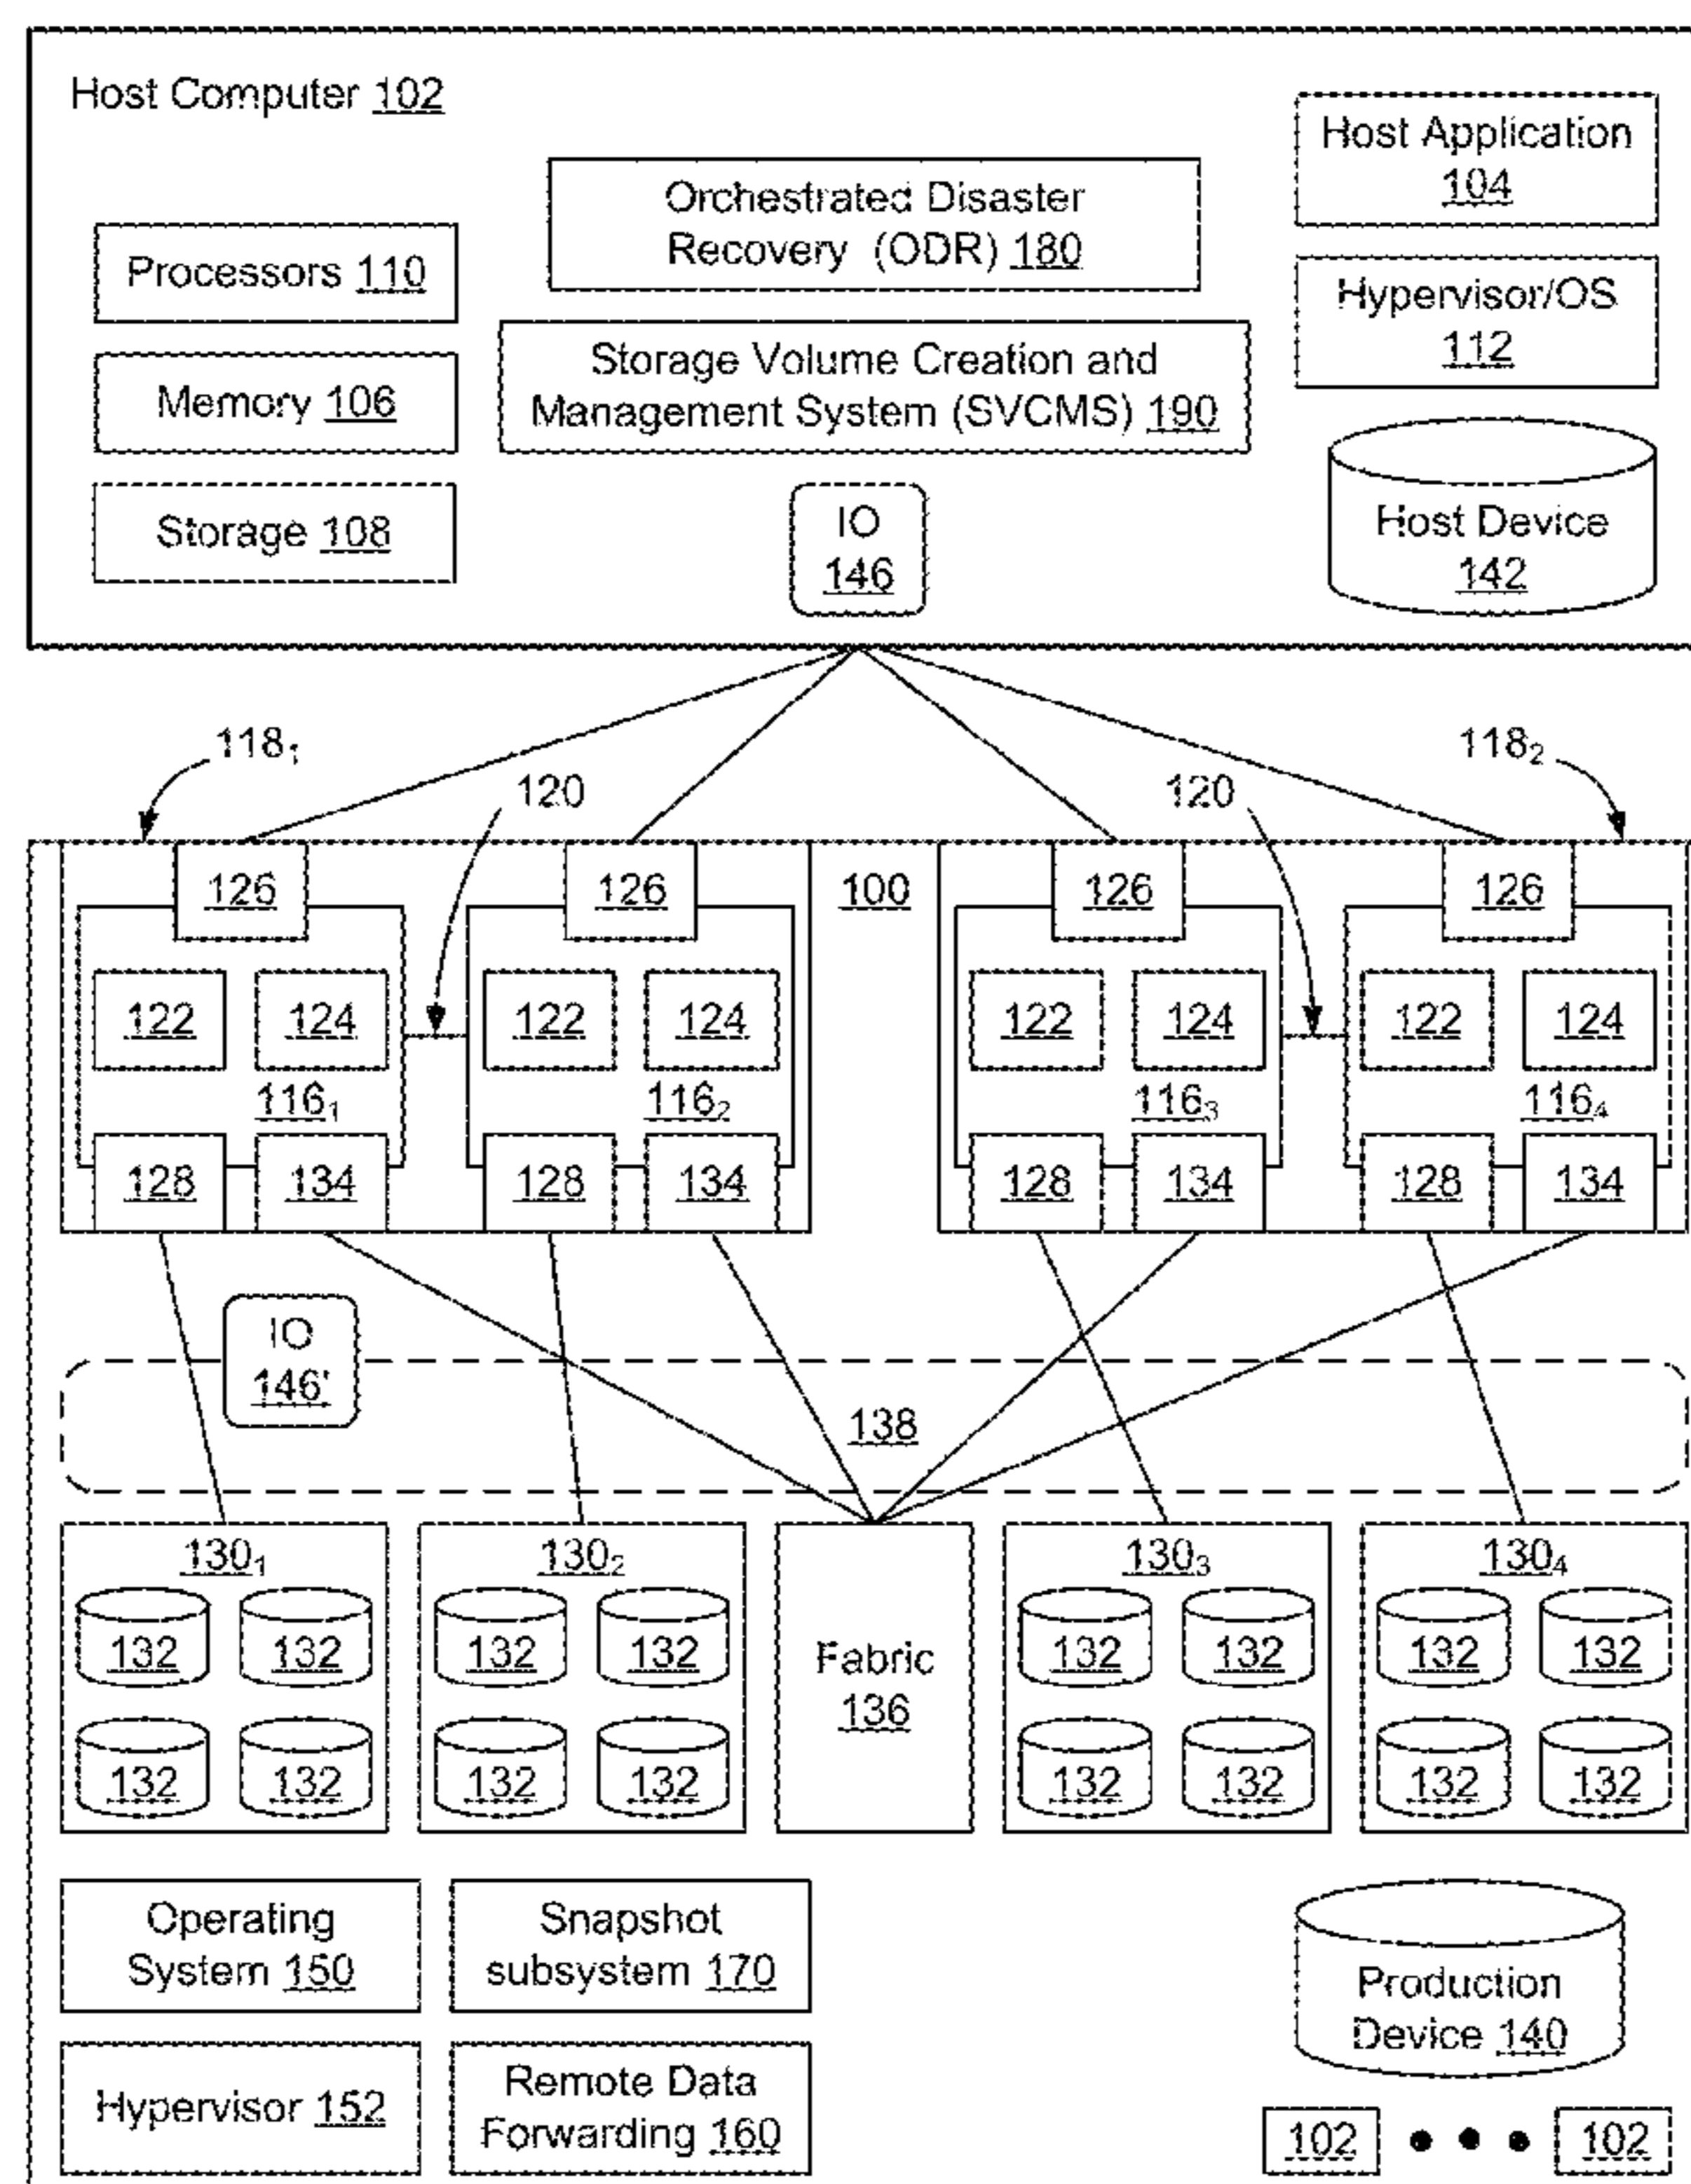 Host Computer 102
Host Application
104
Orchestrated Disaster
Recovery (ODR) 180
Processors 110
Hypervisor/OS
112
Storage Volume Creation and
Management System (SVCMS) 190
Memory 106
Storage 108
IO
146
Host Device
142
118₁
118₂
120
120
126
126
100
126
126
122
124
122
124
122
124
122
124
116₁
116₂
116₃
116₄
128
134
128
134
128
134
128
134
IO
146'
138
130₁
130₂
130₃
130₄
132
132
132
132
132
132
132
132
Fabric
136
132
132
132
132
132
132
132
132
Operating
System 150
Snapshot
subsystem 170
Production
Device 140
Hypervisor 152
Remote Data
Forwarding 160
102 ● ● ● 102